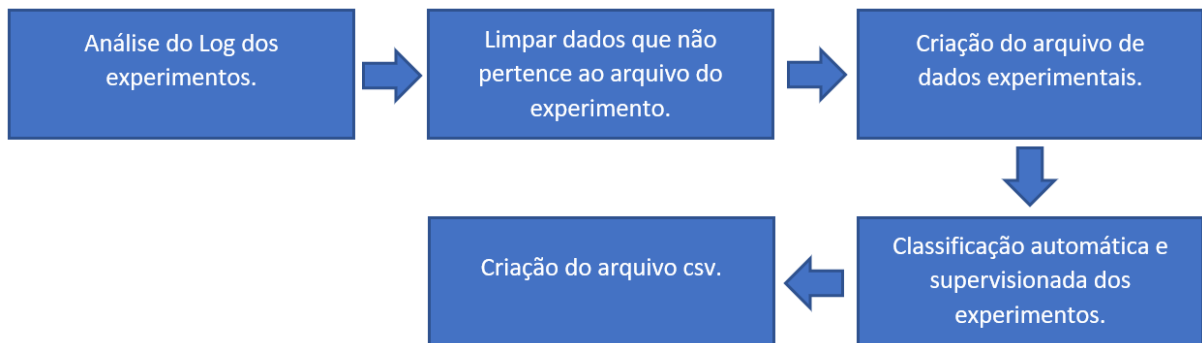 Análise do Log dos
experimentos.
Limpar dados que não
pertence ao arquivo do
experimento.
Criação do arquivo de
dados experimentais.
Classificação automática e
supervisionada dos
experimentos.
Criação do arquivo csv.